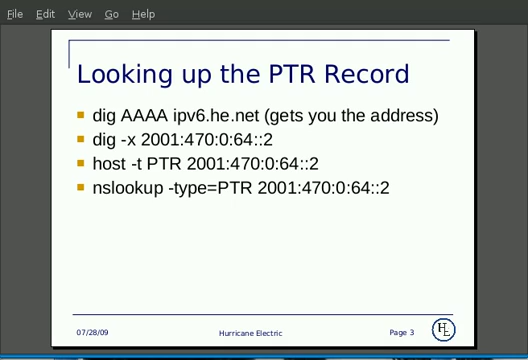 File Edit View Go Help
Looking up the PTR Record
dig AAAA ipv6.he.net (gets you the address)
dig -x 2001:470:0:64::2
host -t PTR 2001:470:0:64::2
nslookup -type=PTR 2001:470:0:64::2
07/28/09 Hurricane Electric Page 3 HE